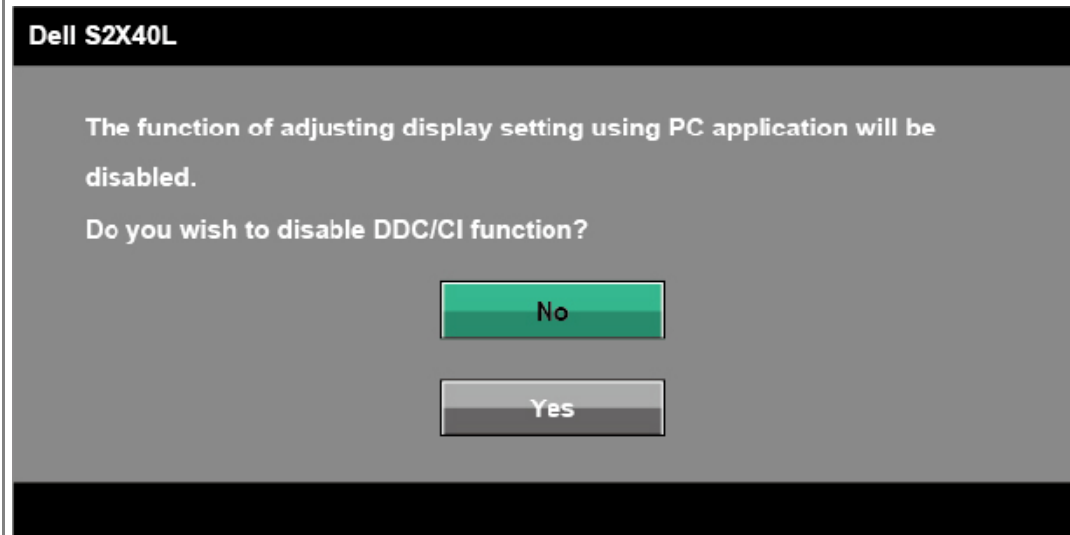 Dell S2X40L
The function of adjusting display setting using PC application will be
disabled.
Do you wish to disable DDC/CI function?
No
Yes